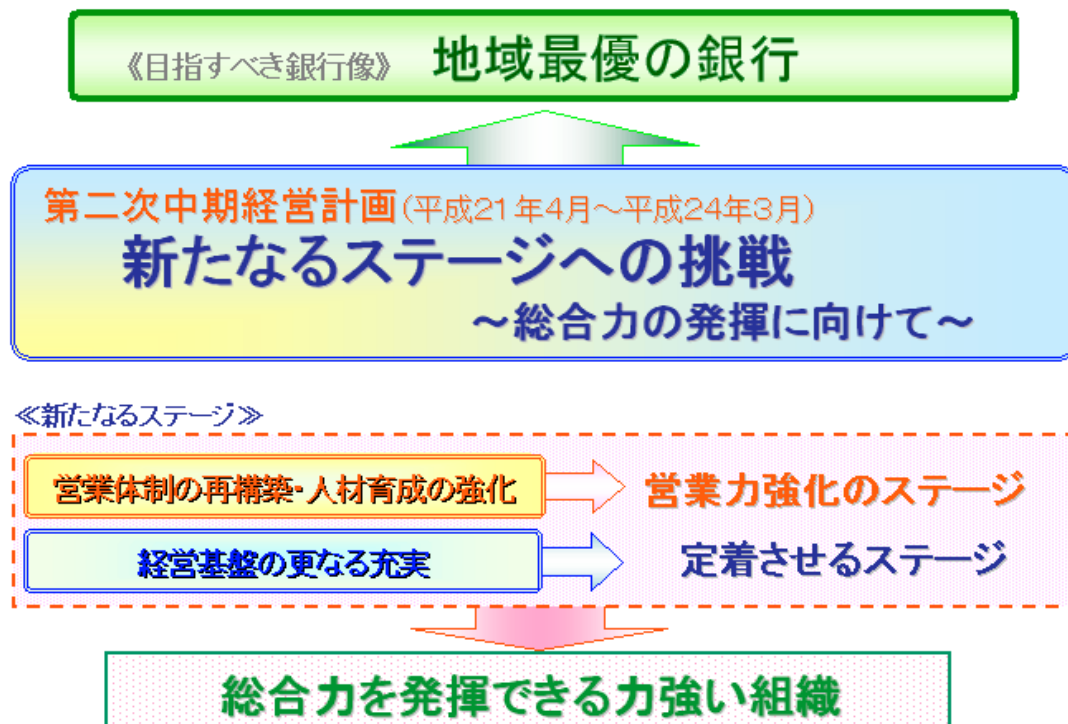 《目指すべき銀行像》 地域最優の銀行
第二次中期経営計画(平成21年4月～平成24年3月)
新たなるステージへの挑戦
～総合力の発揮に向けて～
≪新たなるステージ≫
営業体制の再構築・人材育成の強化 営業力強化のステージ
経営基盤の更なる充実 定着させるステージ
総合力を発揮できる力強い組織